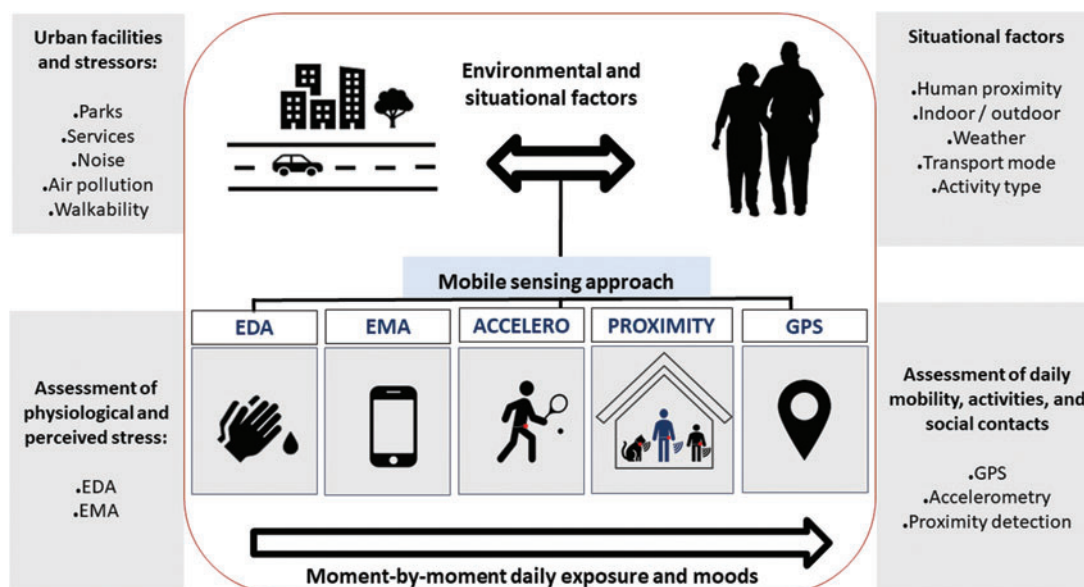 Urban facilities
and stressors:
.Parks
.Services
.Noise
.Air pollution
.Walkability
Environmental and
situational factors
Situational factors
.Human proximity
.Indoor / outdoor
.Weather
.Transport mode
.Activity type
Mobile sensing approach
EDA
EMA
ACCELERO
PROXIMITY
GPS
Assessment of
physiological and
perceived stress:
.EDA
.EMA
Assessment of daily
mobility, activities, and
social contacts
.GPS
.Accelerometry
.Proximity detection
Moment-by-moment daily exposure and moods